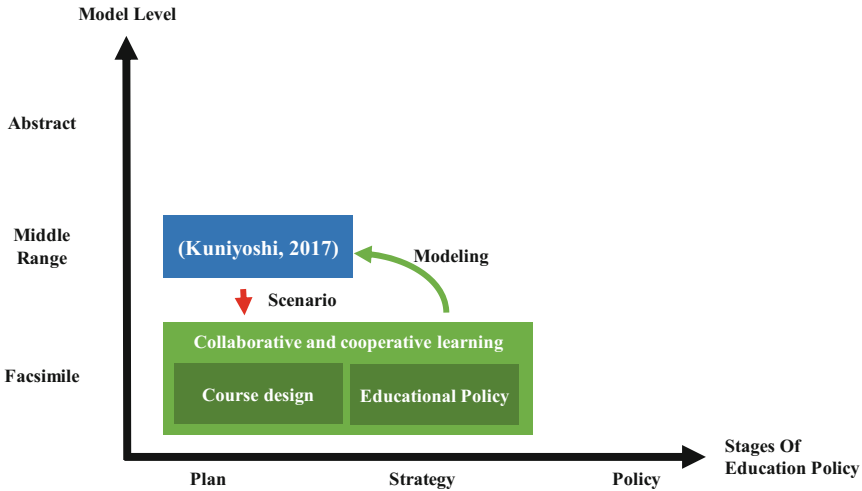 Model Level
Abstract
Middle
Range
(Kuniyoshi, 2017)
Modeling
Scenario
Collaborative and cooperative learning
Facsimile
Course design
Educational Policy
Stages Of
Education Policy
Plan
Strategy
Policy